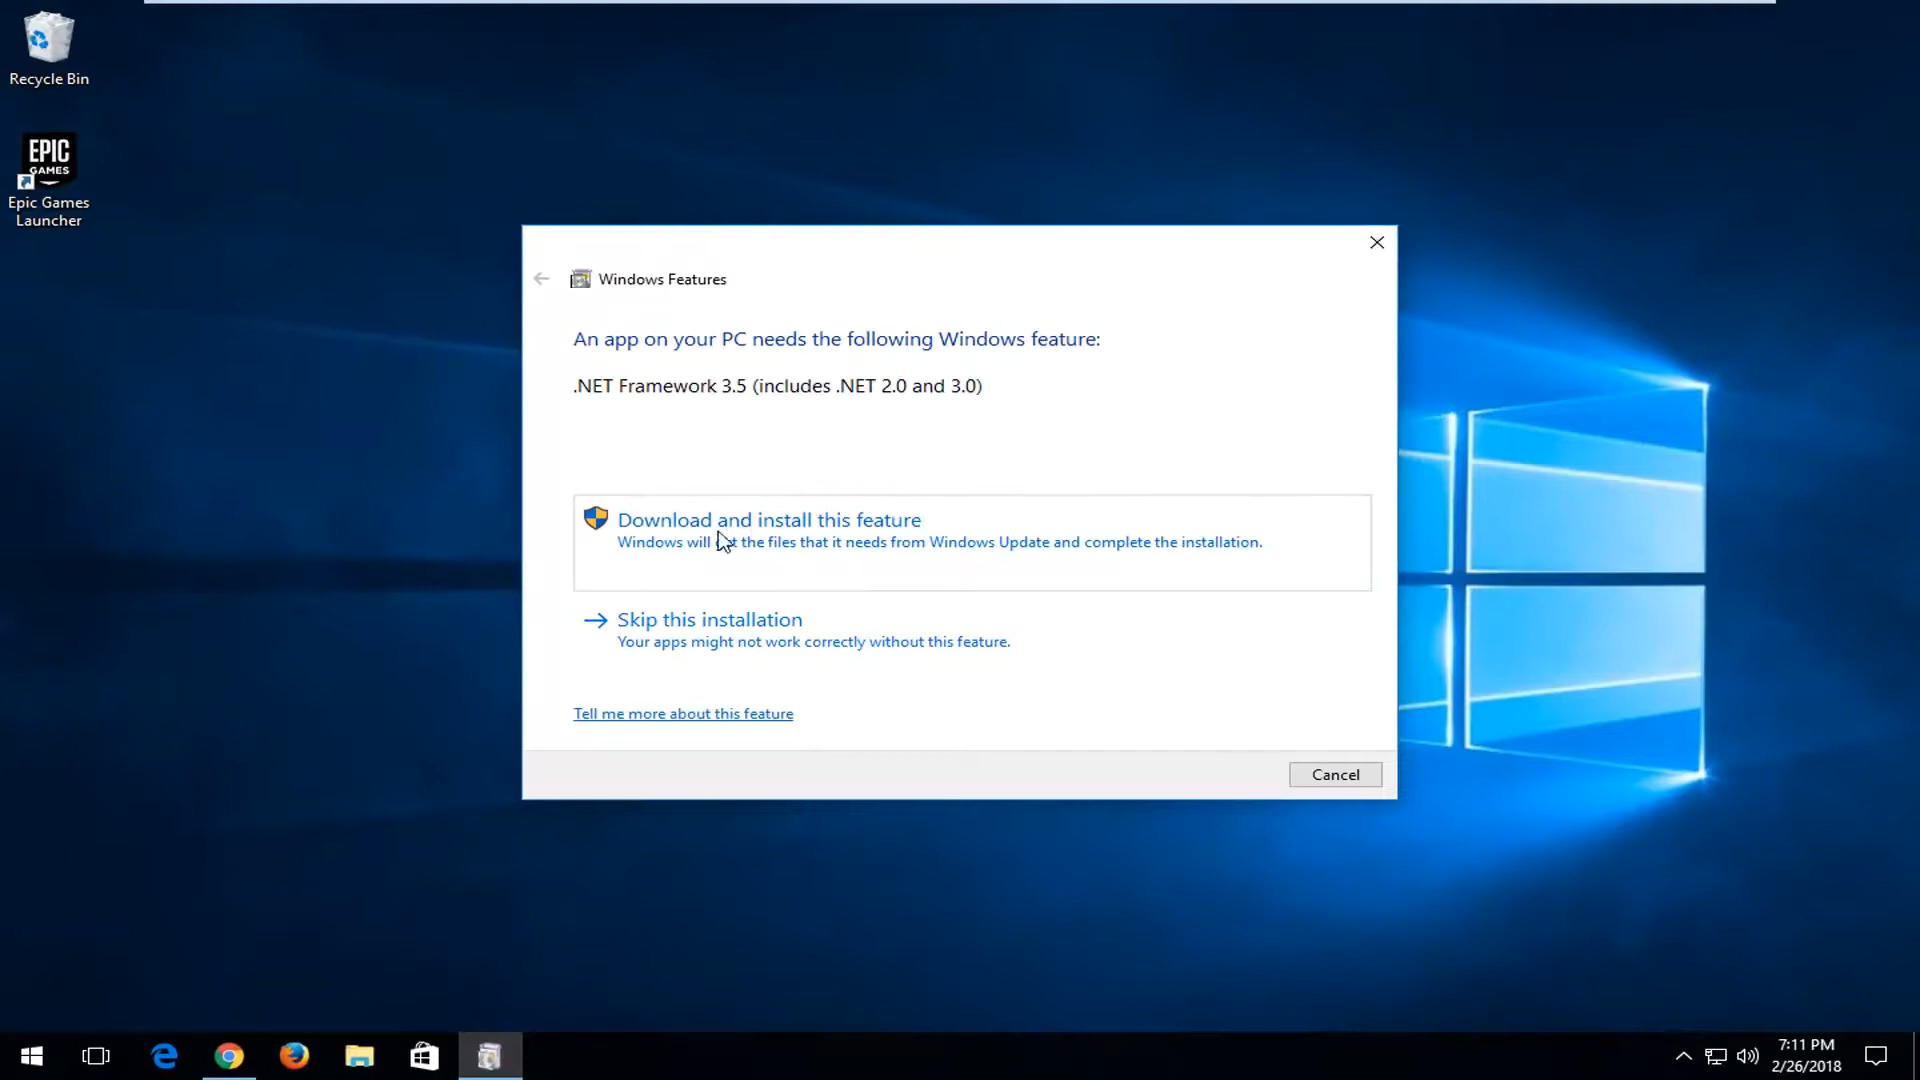 Recycle Bin
EPIC
GAMES
Epic Games
Launcher
Windows Features
An app on your PC needs the following Windows feature:
.NET Framework 3.5 (includes .NET 2.0 and 3.0)
Download and install this feature
Windows will the files that it needs from Windows Update and complete the installation.
Skip this installation
Your apps might not work correctly without this feature.
Tell me more about this feature
Cancel
7:11 PM
2/26/2018